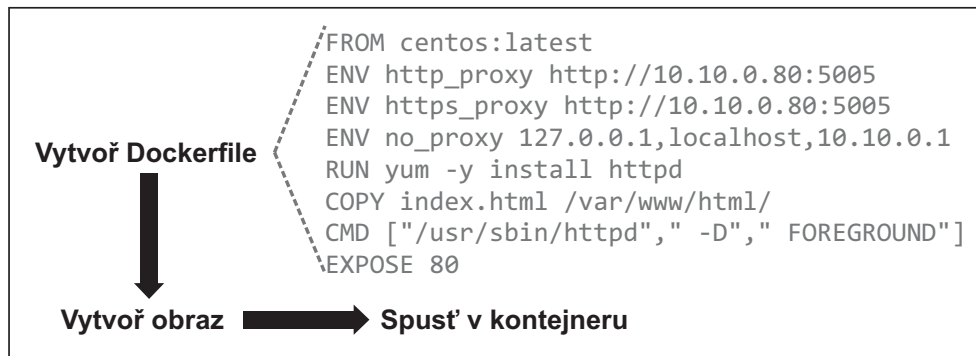 FROM centos:latest
ENV http_proxy http://10.10.0.80:5005
ENV https_proxy http://10.10.0.80:5005
ENV no_proxy 127.0.0.1,localhost,10.10.0.1
Vytvoř Dockerfile
RUN yum -y install httpd
COPY index.html /var/www/html/
CMD ["/usr/sbin/httpd"," -D"," FOREGROUND"]
EXPOSE 80
Vytvoř obraz
Spusť v kontejneru